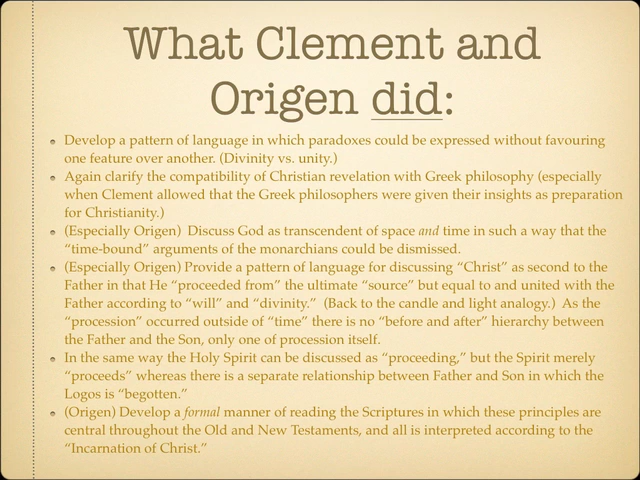 What Clement and
Origen did:
Develop a pattern of language in which paradoxes could be expressed without favouring
one feature over another. (Divinity vs. unity.)
Again clarify the compatibility of Christian revelation with Greek philosophy (especially
when Clement allowed that the Greek philosophers were given their insights as preparation
for Christianity.)
(Especially Origen)  Discuss God as transcendent of space and time in such a way that the
“time-bound” arguments of the monarchians could be dismissed.
(Especially Origen) Provide a pattern of language for discussing “Christ” as second to the
Father in that He “proceeded from” the ultimate “source” but equal to and united with the
Father according to “will” and “divinity.”  (Back to the candle and light analogy.)  As the
“procession” occurred outside of “time” there is no “before and after” hierarchy between
the Father and the Son, only one of procession itself.
In the same way the Holy Spirit can be discussed as “proceeding,” but the Spirit merely
“proceeds” whereas there is a separate relationship between Father and Son in which the
Logos is “begotten.”
(Origen) Develop a formal manner of reading the Scriptures in which these principles are
central throughout the Old and New Testaments, and all is interpreted according to the
“Incarnation of Christ.”